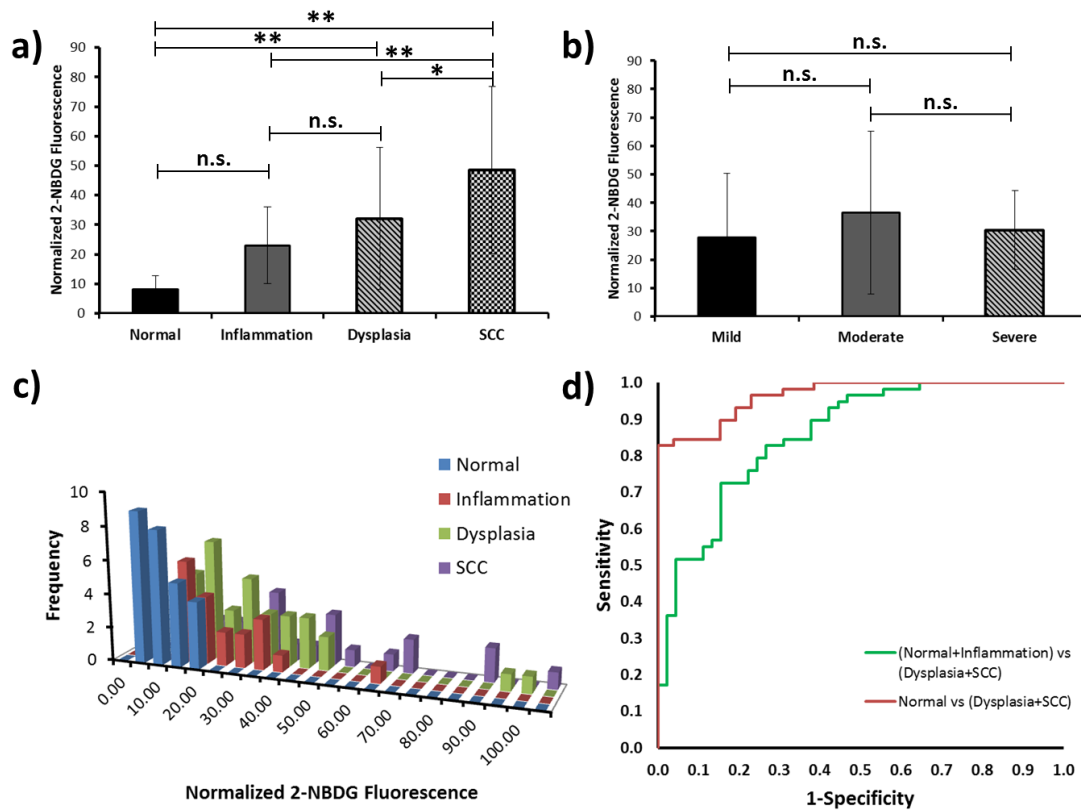 a)
**
**
**
*
n.s.
n.s.
Normalized 2-NBDG Fluorescence
90
80
70
60
50
40
30
20
10
0
Normal Inflammation Dysplasia SCC
b)
n.s.
n.s.
n.s.
Normalized 2-NBDG Fluorescence
90
80
70
60
50
40
30
20
10
0
Mild Moderate Severe
c)
Normal
Inflammation
Dysplasia
SCC
Frequency
10
8
6
4
2
0
0.00 10.00 20.00 30.00 40.00 50.00 60.00 70.00 80.00 90.00 100.00
Normalized 2-NBDG Fluorescence
d)
Sensitivity
1.0
0.9
0.8
0.7
0.6
0.5
0.4
0.3
0.2
0.1
0.0
(Normal+Inflammation) vs
(Dysplasia+SCC)
Normal vs (Dysplasia+SCC)
0.0 0.1 0.2 0.3 0.4 0.5 0.6 0.7 0.8 0.9 1.0
1-Specificity